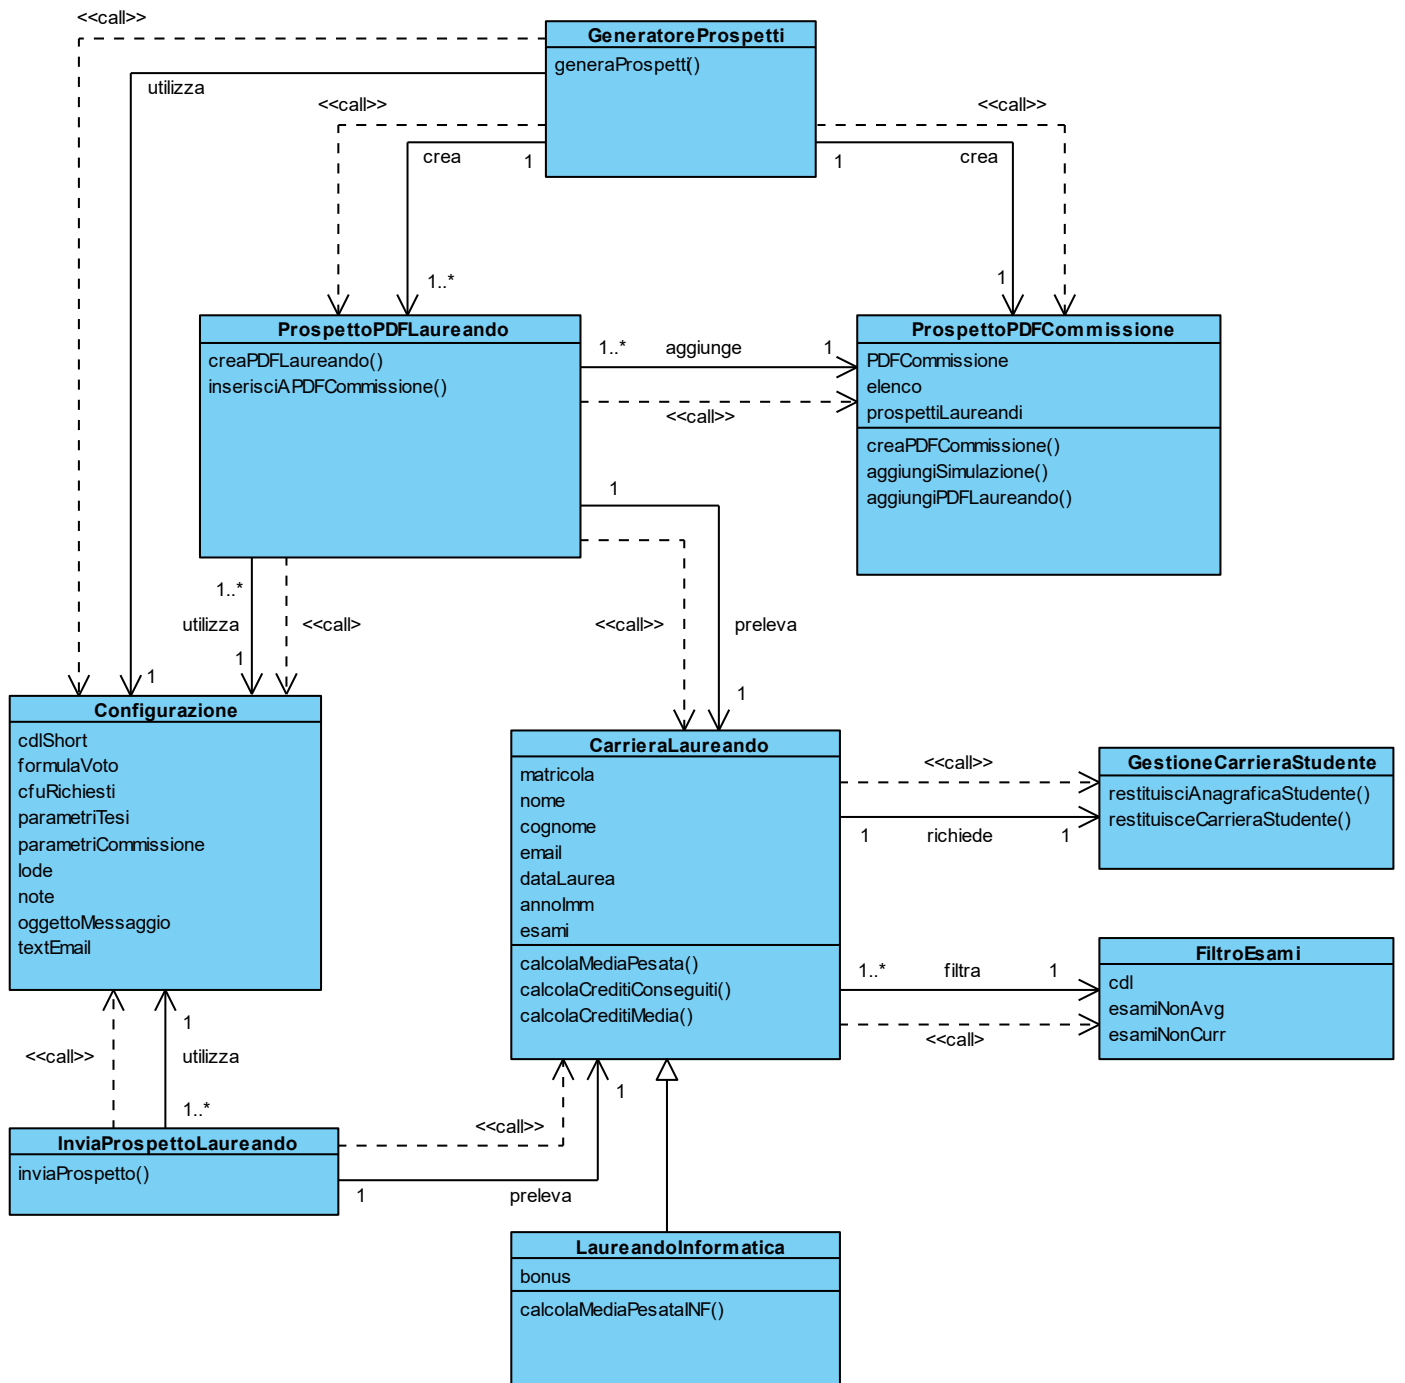 <<call>>
GeneratoreProspetti
generaProspetti()
utilizza
<<call>>
<<call>>
crea
1
1
crea
1..*
1
ProspettoPDFLaureando
creaPDFLaureando()
inserisciAPDFCommissione()
1..*
aggiunge
1
<<call>>
ProspettoPDFCommissione
PDFCommissione
elenco
prospettiLaureandi
creaPDFCommissione()
aggiungiSimulazione()
aggiungiPDFLaureando()
1
1..*
utilizza
<<call>
<<call>>
preleva
1
1
1
Configurazione
cdlShort
formulaVoto
cfuRichiesti
parametriTesi
parametriCommissione
lode
note
oggettoMessaggio
textEmail
CarrieraLaureando
matricola
nome
cognome
email
dataLaurea
annoImm
esami
calcolaMediaPesata()
calcolaCreditiConseguiti()
calcolaCreditiMedia()
<<call>>
1
richiede
1
GestioneCarrieraStudente
restituisciAnagraficaStudente()
restituisceCarrieraStudente()
1..*
filtra
1
<<call>
FiltroEsami
cdl
esamiNonAvg
esamiNonCurr
1
<<call>>
utilizza
1..*
1
<<call>>
InviaProspettoLaureando
inviaProspetto()
1
preleva
LaureandoInformatica
bonus
calcolaMediaPesataINF()